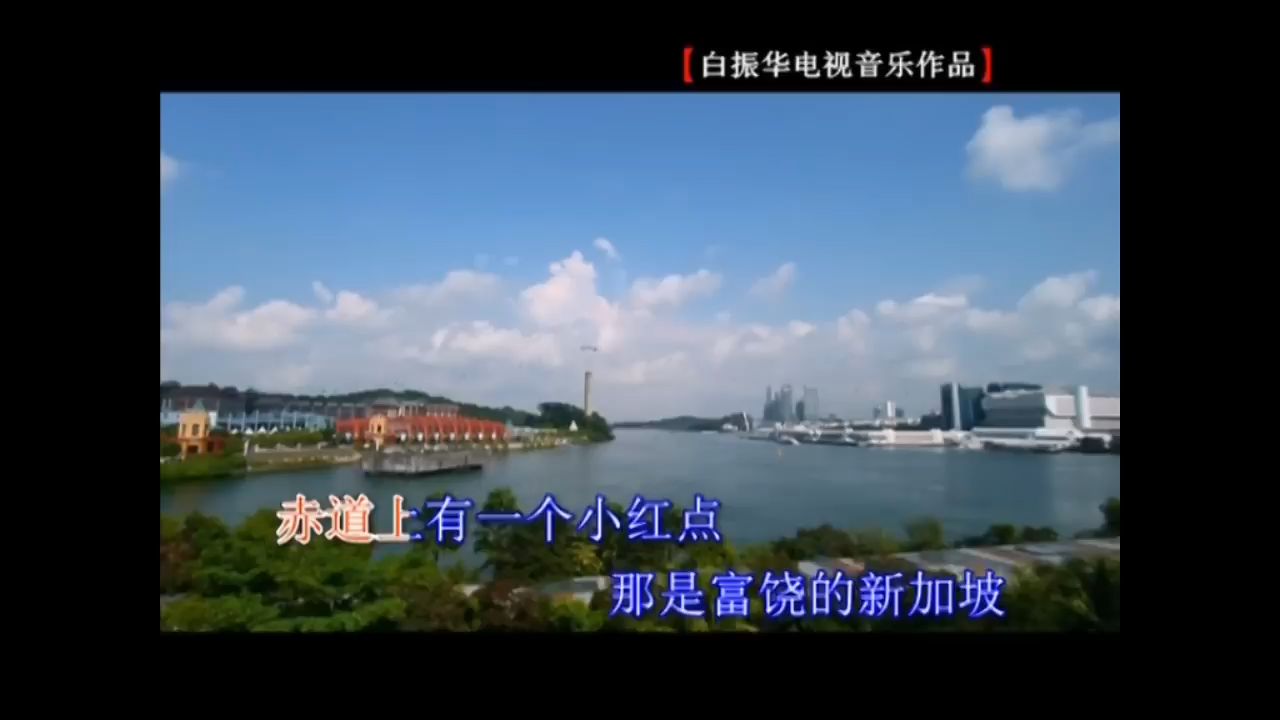 【白振华电视音乐作品】
赤道上有一个小红点
那是富饶的新加坡